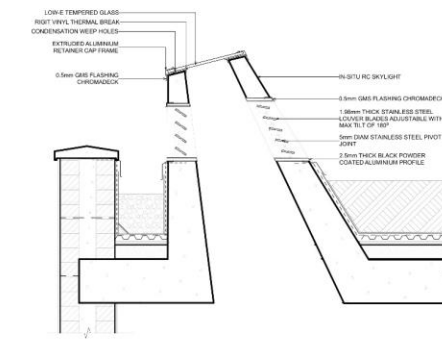 LOW-E TEMPERED GLASS
RIGIT VINYL THERMAL BREAK
CONDENSATION WEEP HOLES
EXTRUDED ALUMINIUM
RETAINER CAP FRAME
0.5mm GMS FLASHING
CHROMADECK
IN-SITU RC SKYLIGHT
0.5mm GMS FLASHING CHROMADECK
1.98mm THICK STAINLESS STEEL
LOUVER BLADES ADJUSTABLE WITH
MAX TILT OF 180º
5mm DIAM STAINLESS STEEL PIVOT
JOINT
2.5mm THICK BLACK POWDER
COATED ALUMINIUM PROFILE